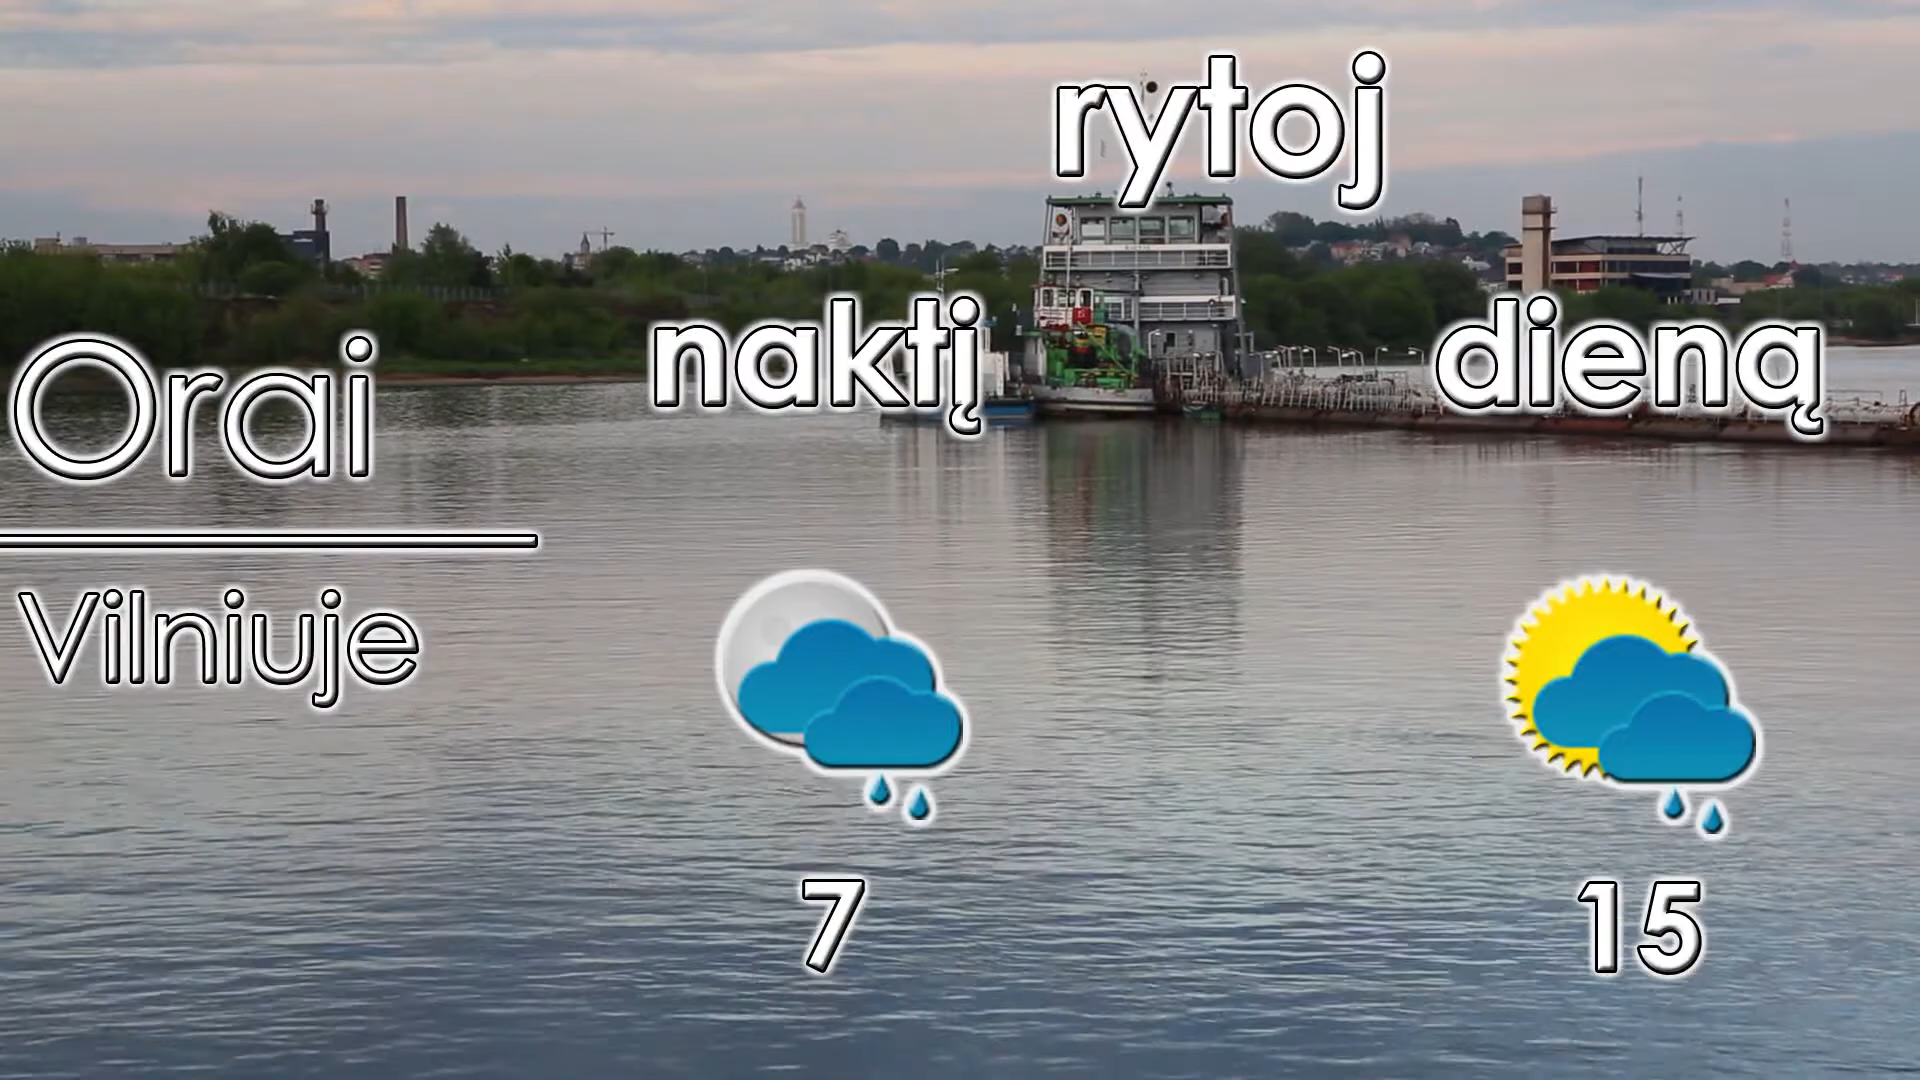 rytoj
naktį
dieną
Orai
Vilniuje
7
15